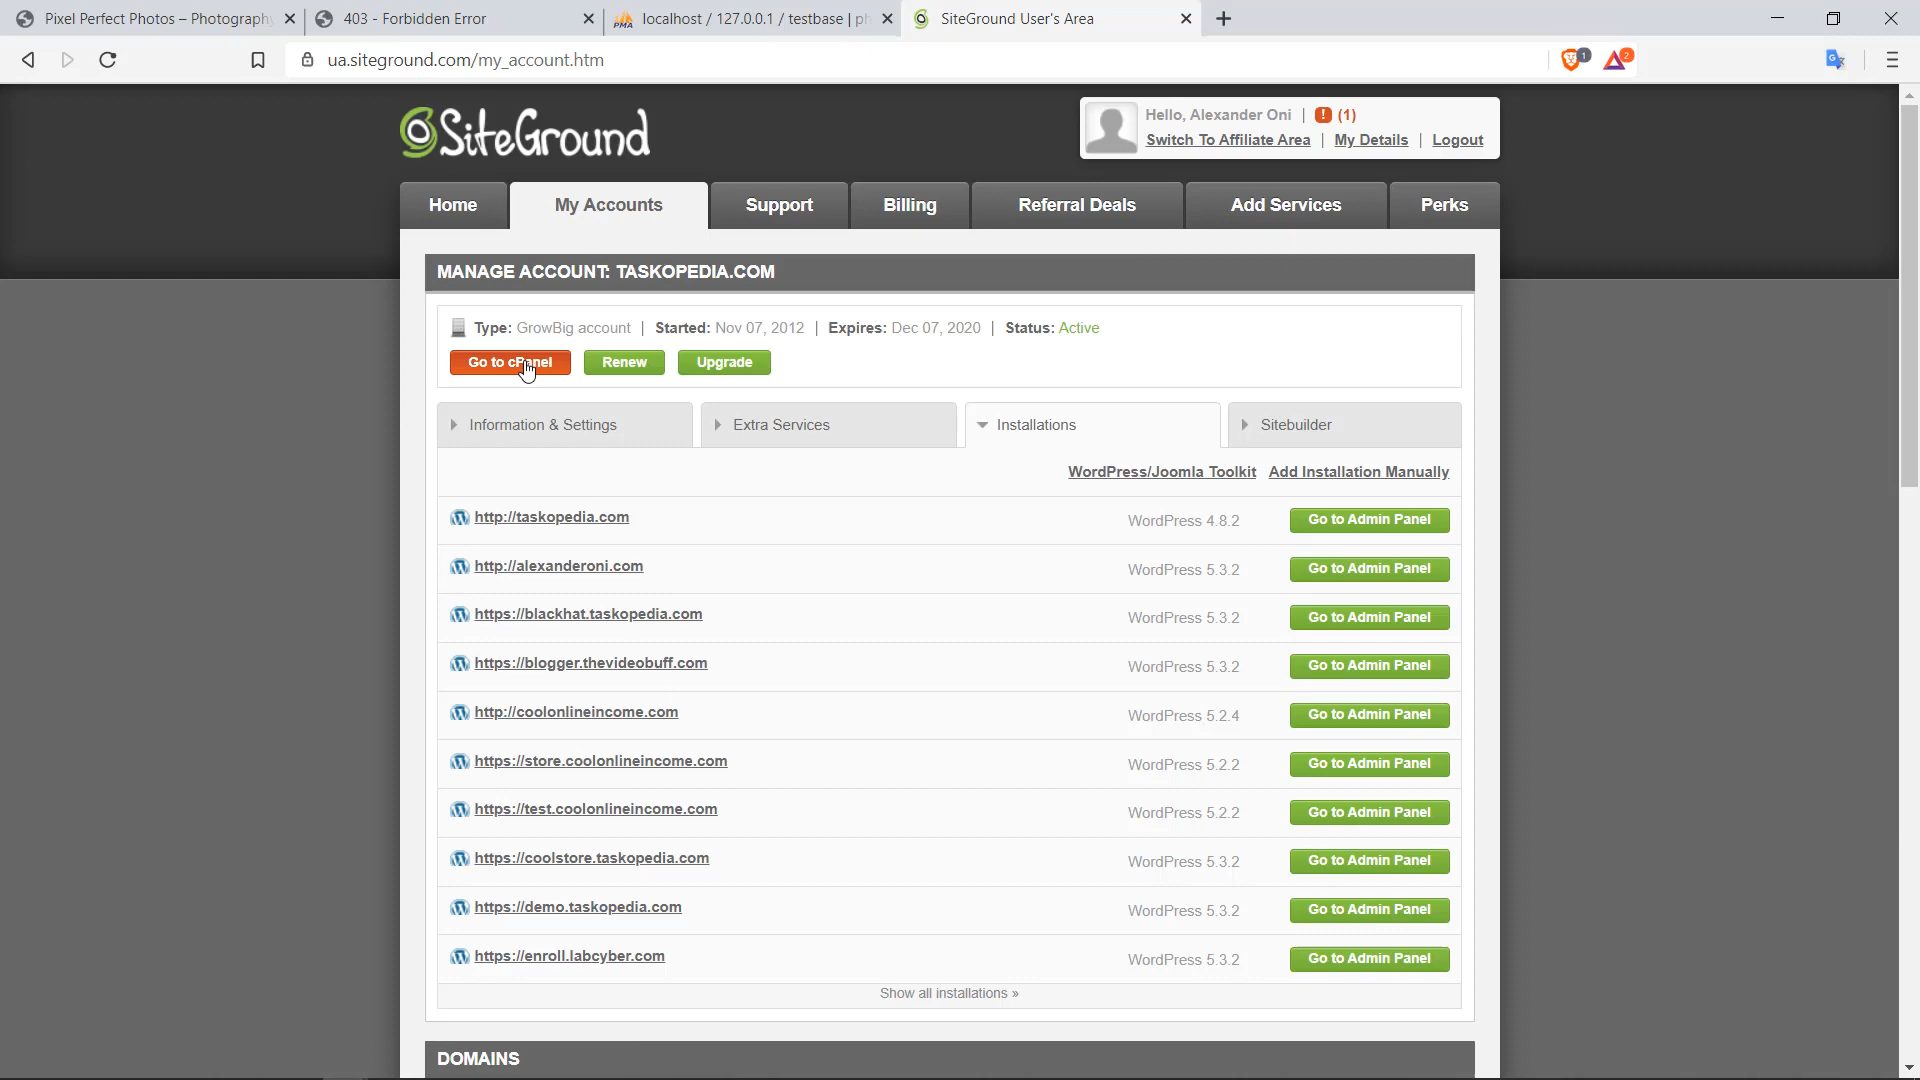 Pixel Perfect Photos – Photography
403 - Forbidden Error
PMA
localhost / 127.0.0.1 / testbase | ph
SiteGround User's Area
ua.siteground.com/my_account.htm
1
2
SiteGround
Hello, Alexander Oni | ! (1)
Switch To Affiliate Area | My Details | Logout
Home
My Accounts
Support
Billing
Referral Deals
Add Services
Perks
MANAGE ACCOUNT: TASKOPEDIA.COM
Type: GrowBig account | Started: Nov 07, 2012 | Expires: Dec 07, 2020 | Status: Active
Go to cPanel
Renew
Upgrade
Information & Settings
Extra Services
Installations
Sitebuilder
WordPress/Joomla Toolkit
Add Installation Manually
http://taskopedia.com
WordPress 4.8.2
Go to Admin Panel
http://alexanderoni.com
WordPress 5.3.2
Go to Admin Panel
https://blackhat.taskopedia.com
WordPress 5.3.2
Go to Admin Panel
https://blogger.thevideobuff.com
WordPress 5.3.2
Go to Admin Panel
http://coolonlineincome.com
WordPress 5.2.4
Go to Admin Panel
https://store.coolonlineincome.com
WordPress 5.2.2
Go to Admin Panel
https://test.coolonlineincome.com
WordPress 5.2.2
Go to Admin Panel
https://coolstore.taskopedia.com
WordPress 5.3.2
Go to Admin Panel
https://demo.taskopedia.com
WordPress 5.3.2
Go to Admin Panel
https://enroll.labcyber.com
WordPress 5.3.2
Go to Admin Panel
Show all installations »
DOMAINS